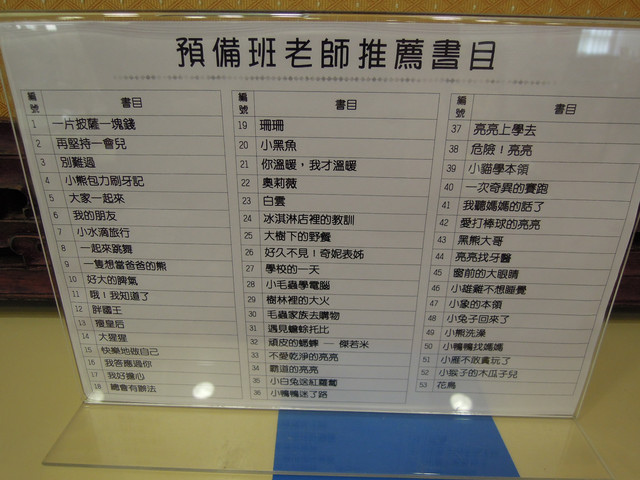 預備班老師推薦書目
編號 書目
1 一片披薩一塊錢
2 再堅持一會兒
3 別難過
4 小熊包力刷牙記
5 大家一起來
6 我的朋友
7 小水滴旅行
8 一起來跳舞
9 一隻想當爸爸的熊
10 好大的脾氣
11 哦！我知道了
12 胖國王
13 瘦皇后
14 大猩猩
15 快樂地做自己
16 我答應過你
17 我好擔心
18 總會有辦法
編號 書目
19 珊珊
20 小黑魚
21 你溫暖，我才溫暖
22 奧莉薇
23 白雲
24 冰淇淋店裡的教訓
25 大樹下的野餐
26 好久不見！奇妮表姊
27 學校的一天
28 小毛蟲學電腦
29 樹林裡的大火
30 毛蟲家族去購物
31 遇見蟾蜍托比
32 頑皮的蟋蟀 — 傑若米
33 不愛乾淨的亮亮
34 霸道的亮亮
35 小白兔送紅蘿蔔
36 小鴨鴨迷了路
編號 書目
37 亮亮上學去
38 危險！亮亮
39 小貓學本領
40 一次奇異的賽跑
41 我聽媽媽的話了
42 愛打棒球的亮亮
43 黑熊大哥
44 亮亮找牙醫
45 窗前的大眼睛
46 小雄雞不想睡覺
47 小象的本領
48 小兔子回來了
49 小熊洗澡
50 小鴨鴨找媽媽
51 小雁不放貪玩了
52 小猴子的木瓜子兒
53 花鳥